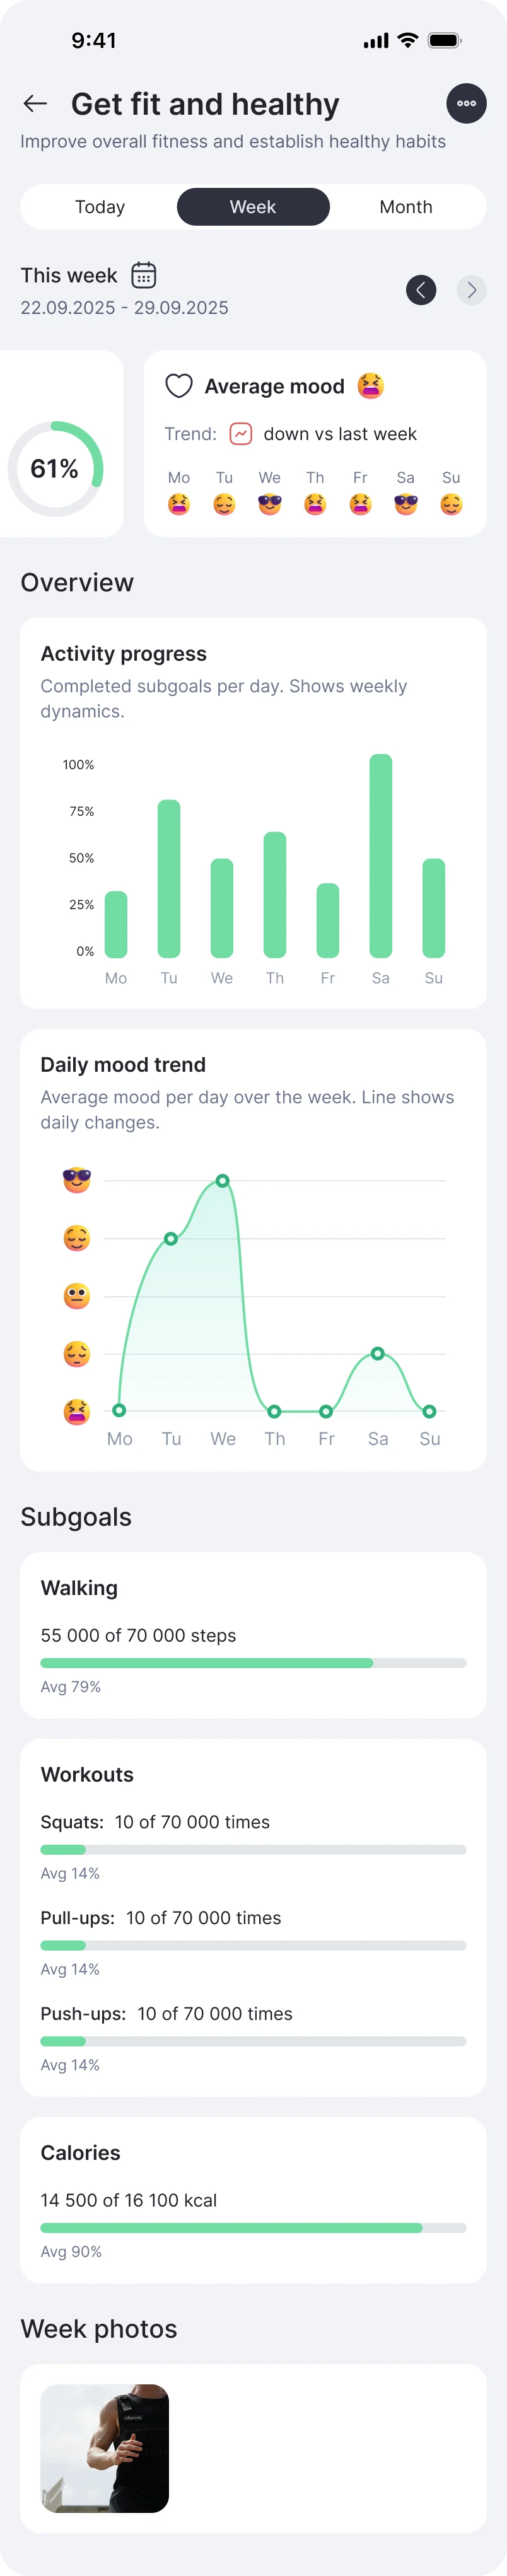 9:41
Get fit and healthy
Improve overall fitness and establish healthy habits
Today Week Month
This week
22.09.2025 - 29.09.2025
61%
Average mood
Trend: down vs last week
Mo Tu We Th Fr Sa Su
Overview
Activity progress
Completed subgoals per day. Shows weekly
dynamics.
100%
75%
50%
25%
0%
Mo Tu We Th Fr Sa Su
Daily mood trend
Average mood per day over the week. Line shows
daily changes.
Mo Tu We Th Fr Sa Su
Subgoals
Walking
55 000 of 70 000 steps
Avg 79%
Workouts
Squats: 10 of 70 000 times
Avg 14%
Pull-ups: 10 of 70 000 times
Avg 14%
Push-ups: 10 of 70 000 times
Avg 14%
Calories
14 500 of 16 100 kcal
Avg 90%
Week photos